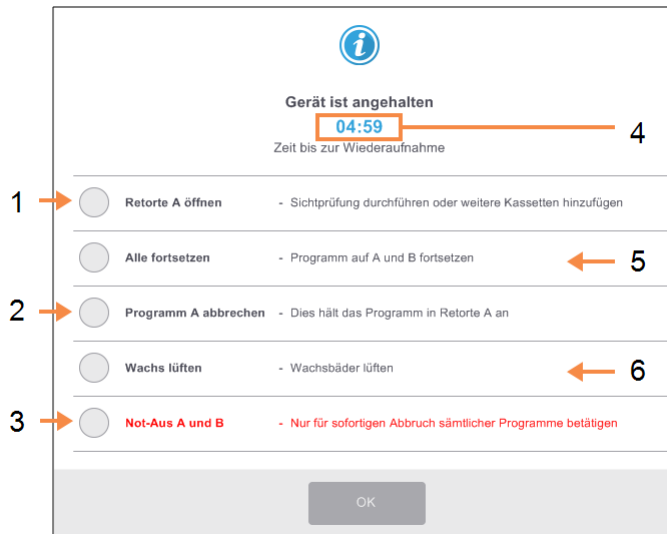 i
Gerät ist angehalten
04:59 4
Zeit bis zur Wiederaufnahme
1 Retorte A öffnen - Sichtprüfung durchführen oder weitere Kassetten hinzufügen
Alle fortsetzen - Programm auf A und B fortsetzen 5
2 Programm A abbrechen - Dies hält das Programm in Retorte A an
Wachs lüften - Wachsbäder lüften 6
3 Not-Aus A und B - Nur für sofortigen Abbruch sämtlicher Programme betätigen
OK